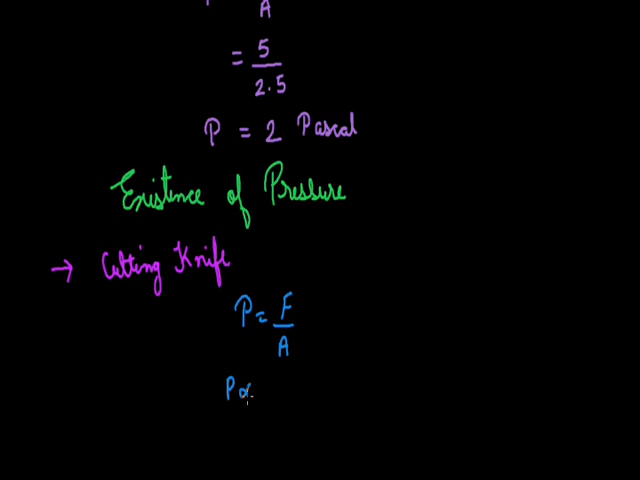 A
= 5
2.5
P = 2 Pascal
Existence of Pressure
→ Cutting Knife
P = F
A
P ∝